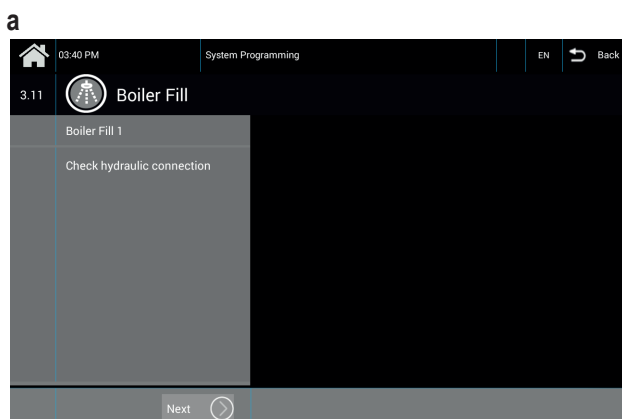 a
03:40 PM System Programming EN Back
3.11 Boiler Fill
Boiler Fill 1
Check hydraulic connection
Next